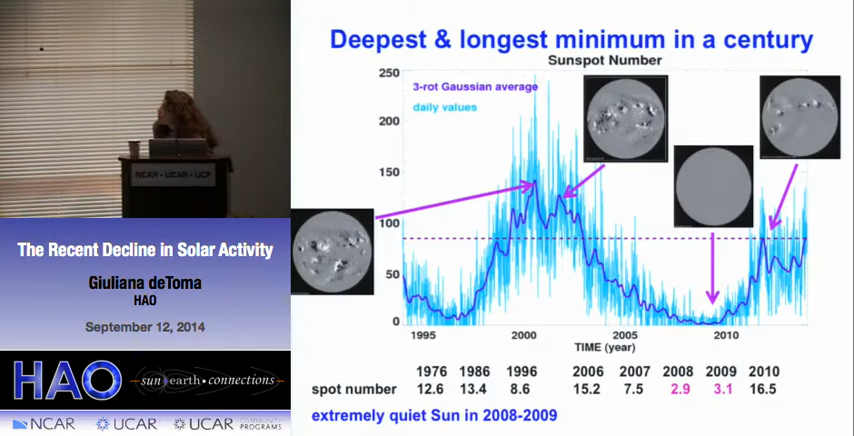 NCAR - UCAR - UCP
The Recent Decline in Solar Activity
Giuliana deToma
HAO
September 12, 2014
HAO
sun earth • connections
NCAR
UCAR
UCAR COMMUNITY PROGRAMS
Deepest & longest minimum in a century
Sunspot Number
3-rot Gaussian average
daily values
250
200
150
100
50
0
1995 2000 2005 2010
TIME (year)
1976 1986 1996 2006 2007 2008 2009 2010
spot number 12.6 13.4 8.6 15.2 7.5 2.9 3.1 16.5
extremely quiet Sun in 2008-2009